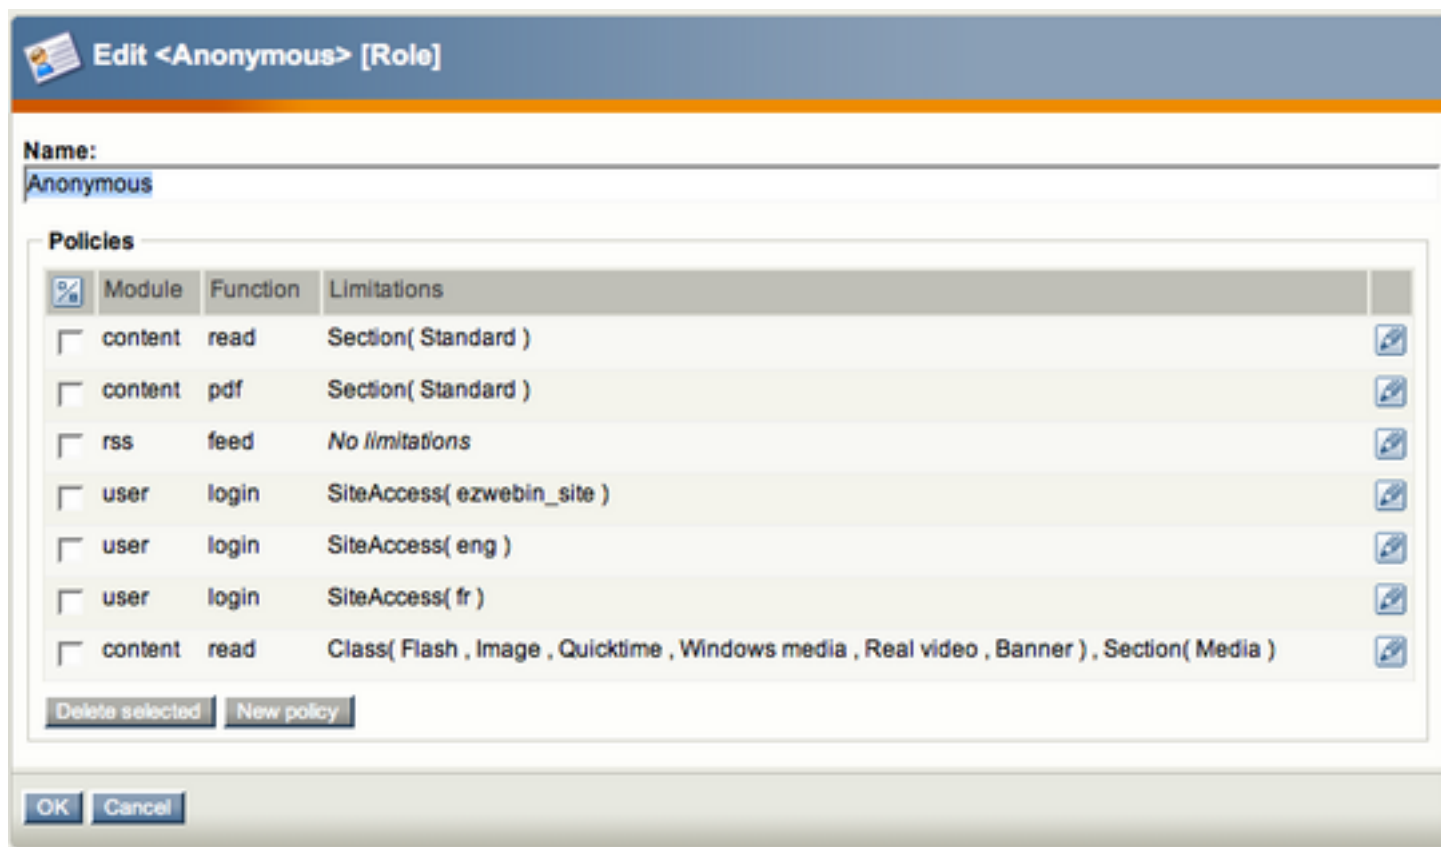 Edit <Anonymous> [Role]
Name:
Anonymous
Policies
Module Function Limitations
content read Section( Standard )
content pdf Section( Standard )
rss feed No limitations
user login SiteAccess( ezwebin_site )
user login SiteAccess( eng )
user login SiteAccess( fr )
content read Class( Flash , Image , Quicktime , Windows media , Real video , Banner ) , Section( Media )
Delete selected New policy
OK Cancel